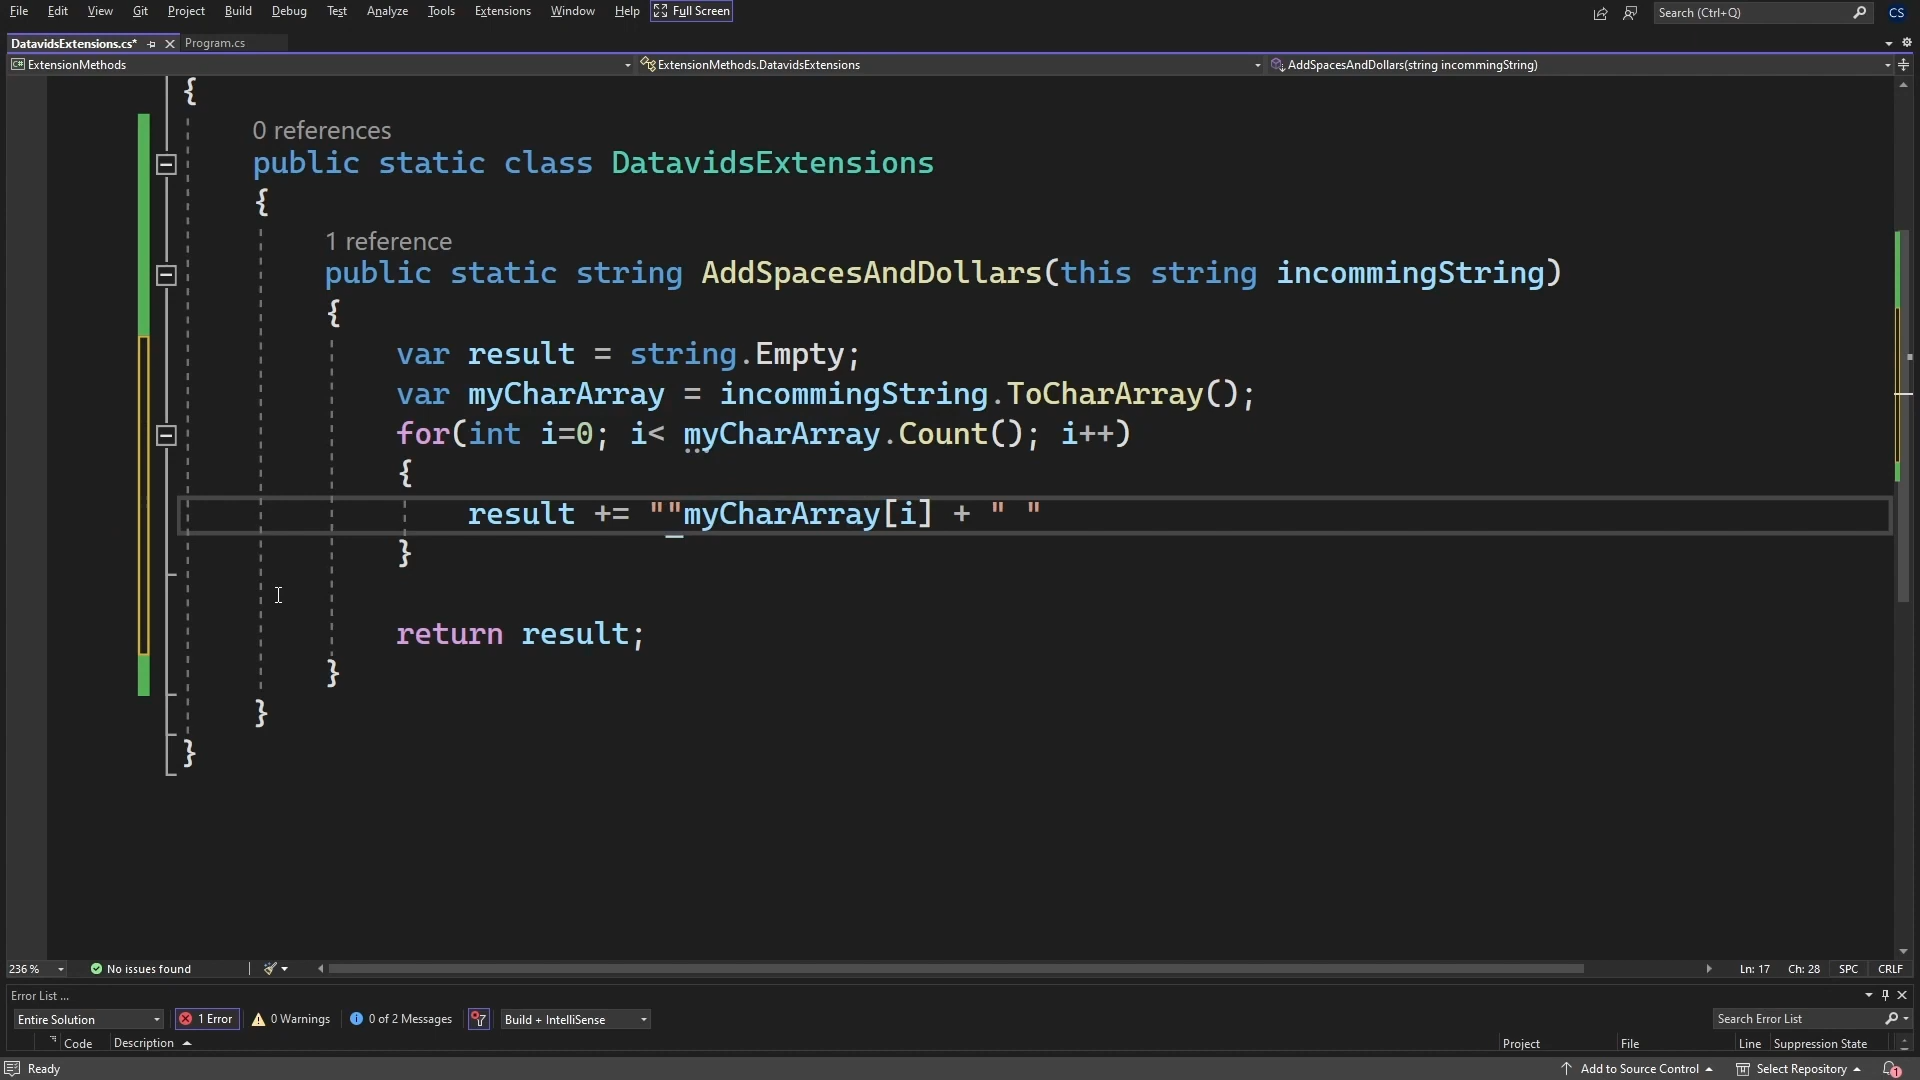 File Edit View Git Project Build Debug Test Analyze Tools Extensions Window Help Full Screen Search (Ctrl+Q) CS
DatavidsExtensions.cs* Program.cs
ExtensionMethods ExtensionMethods.DatavidsExtensions AddSpacesAndDollars(string incommingString)
{
0 references
public static class DatavidsExtensions
{
1 reference
public static string AddSpacesAndDollars(this string incommingString)
{
var result = string.Empty;
var myCharArray = incommingString.ToCharArray();
for(int i=0; i< myCharArray.Count(); i++)
{
result += ""myCharArray[i] + " "
}
return result;
}
}
}
236 % No issues found Ln: 17 Ch: 28 SPC CRLF
Error List ...
Entire Solution 1 Error 0 Warnings 0 of 2 Messages Build + IntelliSense Search Error List
Code Description Project File Line Suppression State
Ready Add to Source Control Select Repository 1